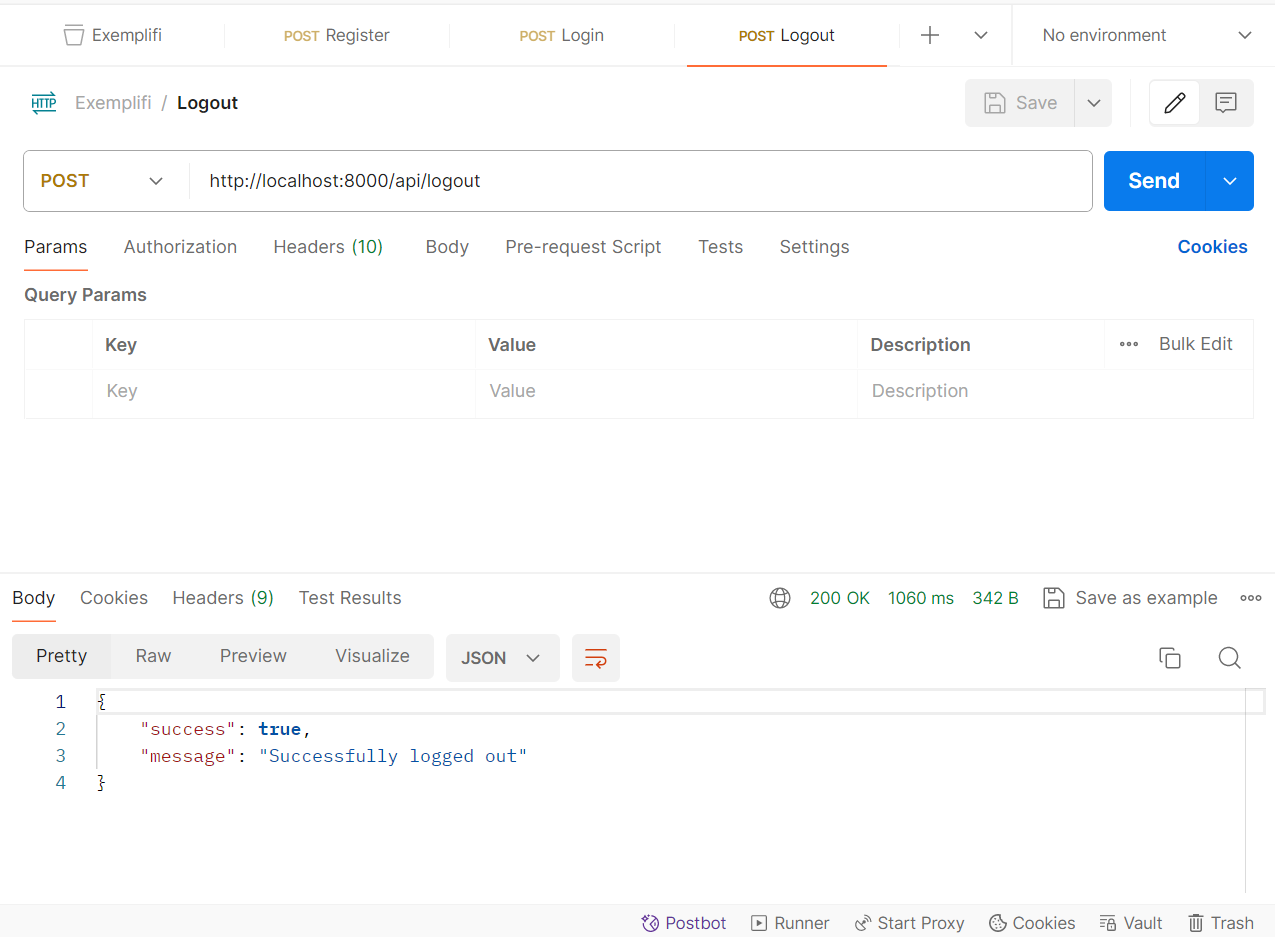 Exemplifi POST Register POST Login POST Logout No environment
HTTP Exemplifi / Logout Save
POST http://localhost:8000/api/logout Send
Params Authorization Headers (10) Body Pre-request Script Tests Settings Cookies
Query Params
Key Value Description Bulk Edit
Key Value Description
Body Cookies Headers (9) Test Results 200 OK 1060 ms 342 B Save as example
Pretty Raw Preview Visualize JSON
1 {
2 "success": true,
3 "message": "Successfully logged out"
4 }
Postbot Runner Start Proxy Cookies Vault Trash